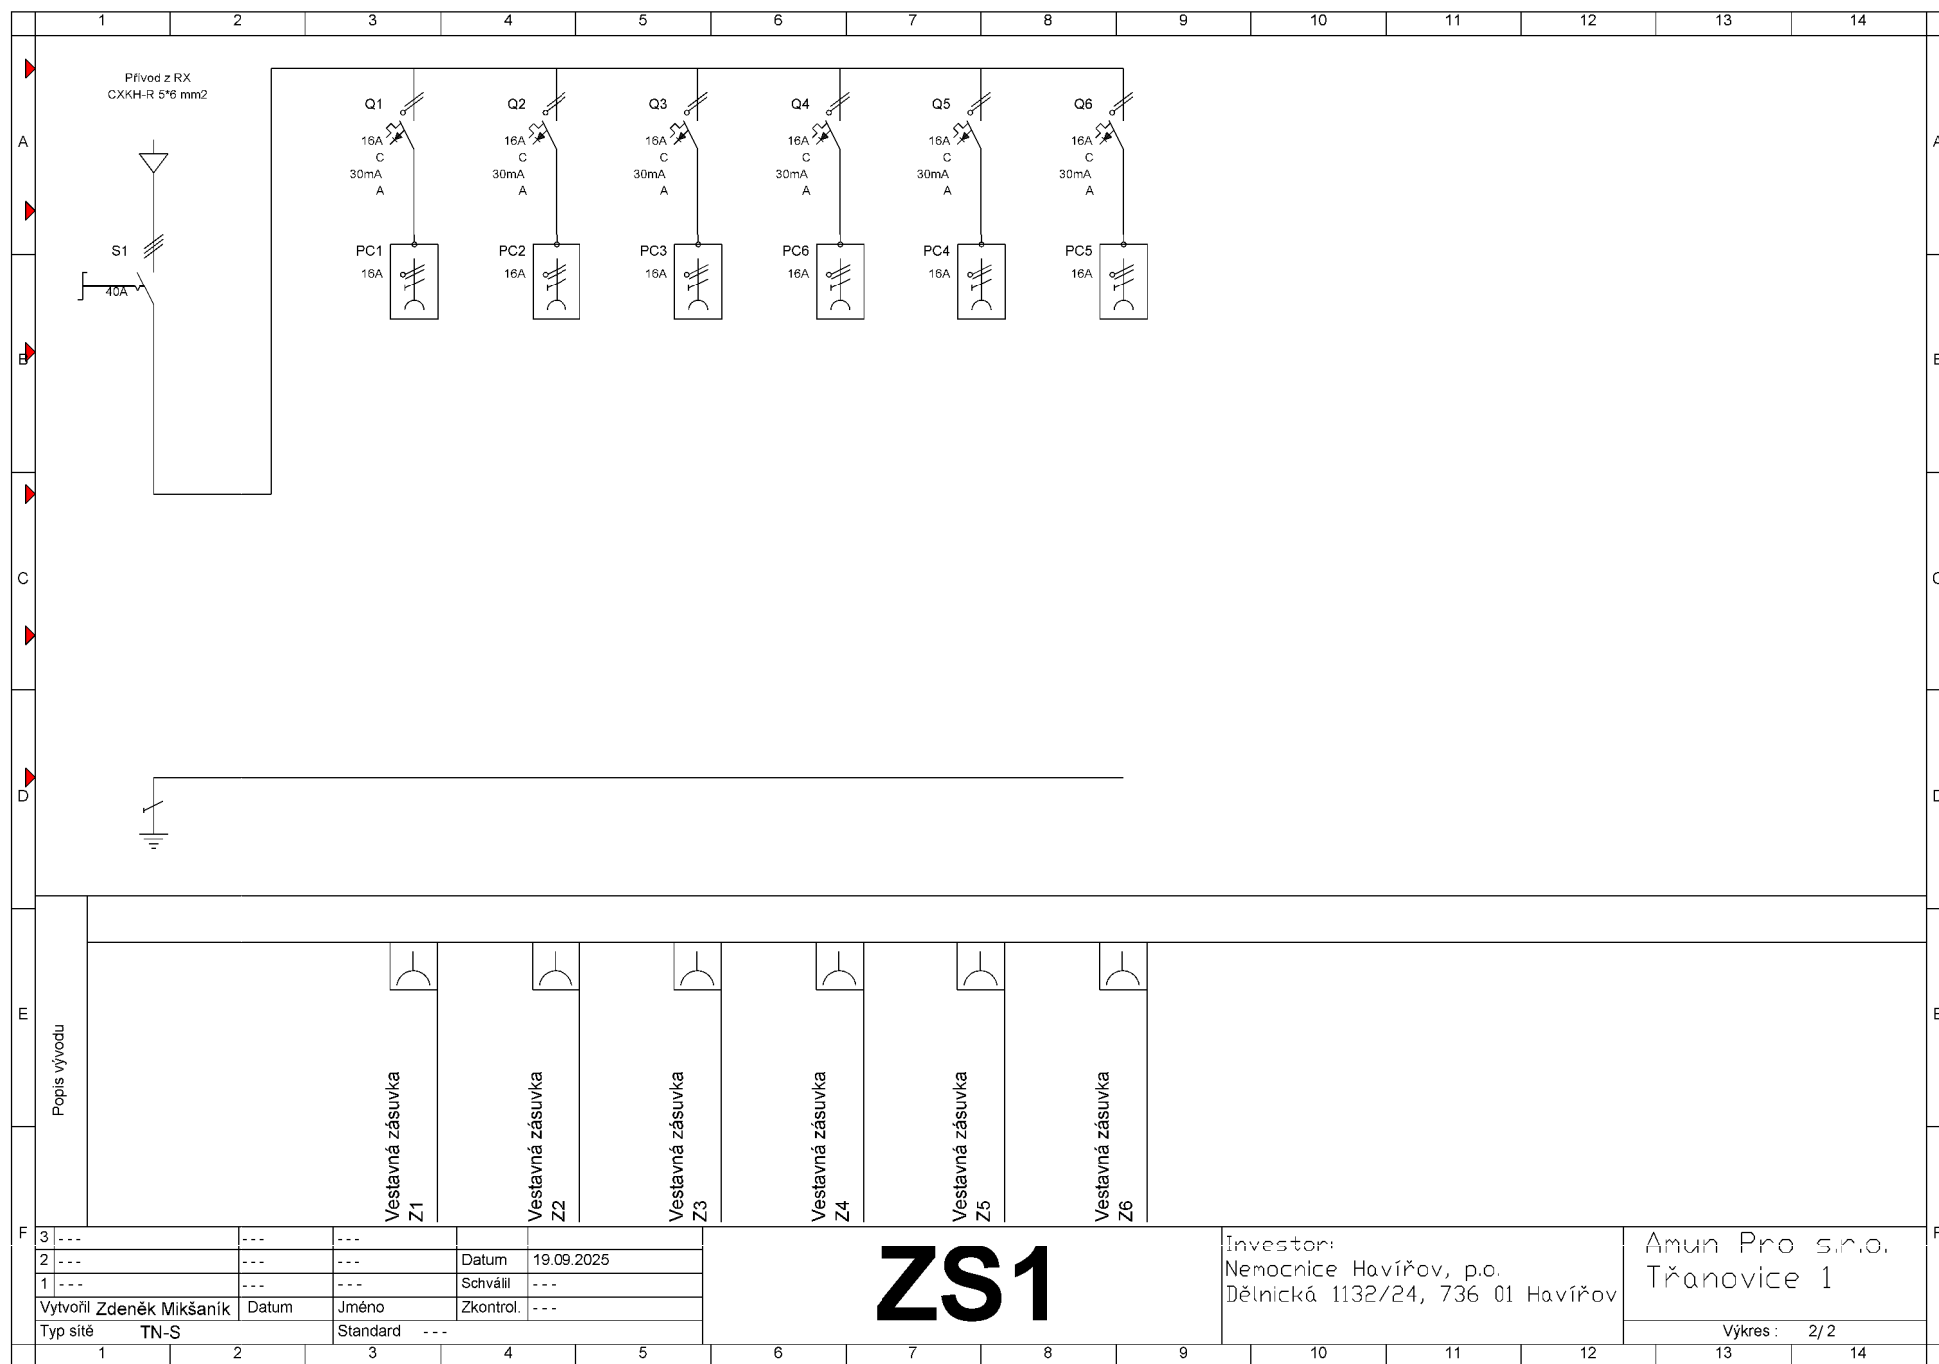 1 2 3 4 5 6 7 8 9 10 11 12 13 14
Přívod z RX
CXKH-R 5*6 mm2
Q1 Q2 Q3 Q4 Q5 Q6
A 16A 16A 16A 16A 16A 16A A
C C C C C C
30mA 30mA 30mA 30mA 30mA 30mA
A A A A A A
S1 PC1 PC2 PC3 PC6 PC4 PC5
16A 16A 16A 16A 16A 16A
40A
B B
C C
D D
E E
Popis vývodu
Vestavná zásuvka
Z1
Vestavná zásuvka
Z2
Vestavná zásuvka
Z3
Vestavná zásuvka
Z4
Vestavná zásuvka
Z5
Vestavná zásuvka
Z6
F F
3 --- --- ---
2 --- --- --- Datum 19.09.2025
1 --- --- --- Schválil ---
Vytvořil Zdeněk Mikšaník Datum Jméno Zkontrol. ---
Typ sítě TN-S Standard ---
ZS1
Investor:
Nemocnice Havířov, p.o.
Dělnická 1132/24, 736 01 Havířov
Amun Pro s.r.o.
Třanovice 1
Výkres : 2/2
1 2 3 4 5 6 7 8 9 10 11 12 13 14